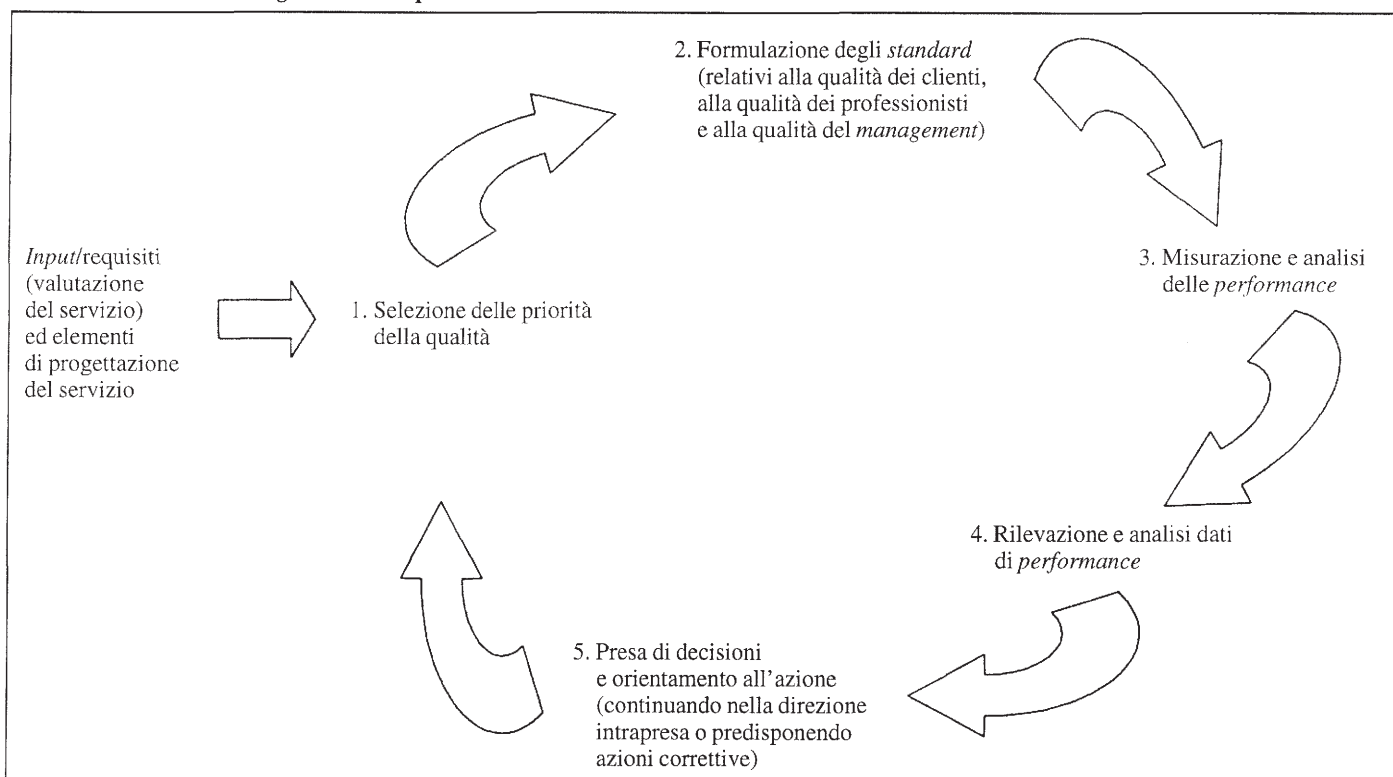 Input/requisiti
(valutazione
del servizio)
ed elementi
di progettazione
del servizio
1. Selezione delle priorità
della qualità
2. Formulazione degli standard
(relativi alla qualità dei clienti,
alla qualità dei professionisti
e alla qualità del management)
3. Misurazione e analisi
delle performance
4. Rilevazione e analisi dati
di performance
5. Presa di decisioni
e orientamento all'azione
(continuando nella direzione
intrapresa o predisponendo
azioni correttive)